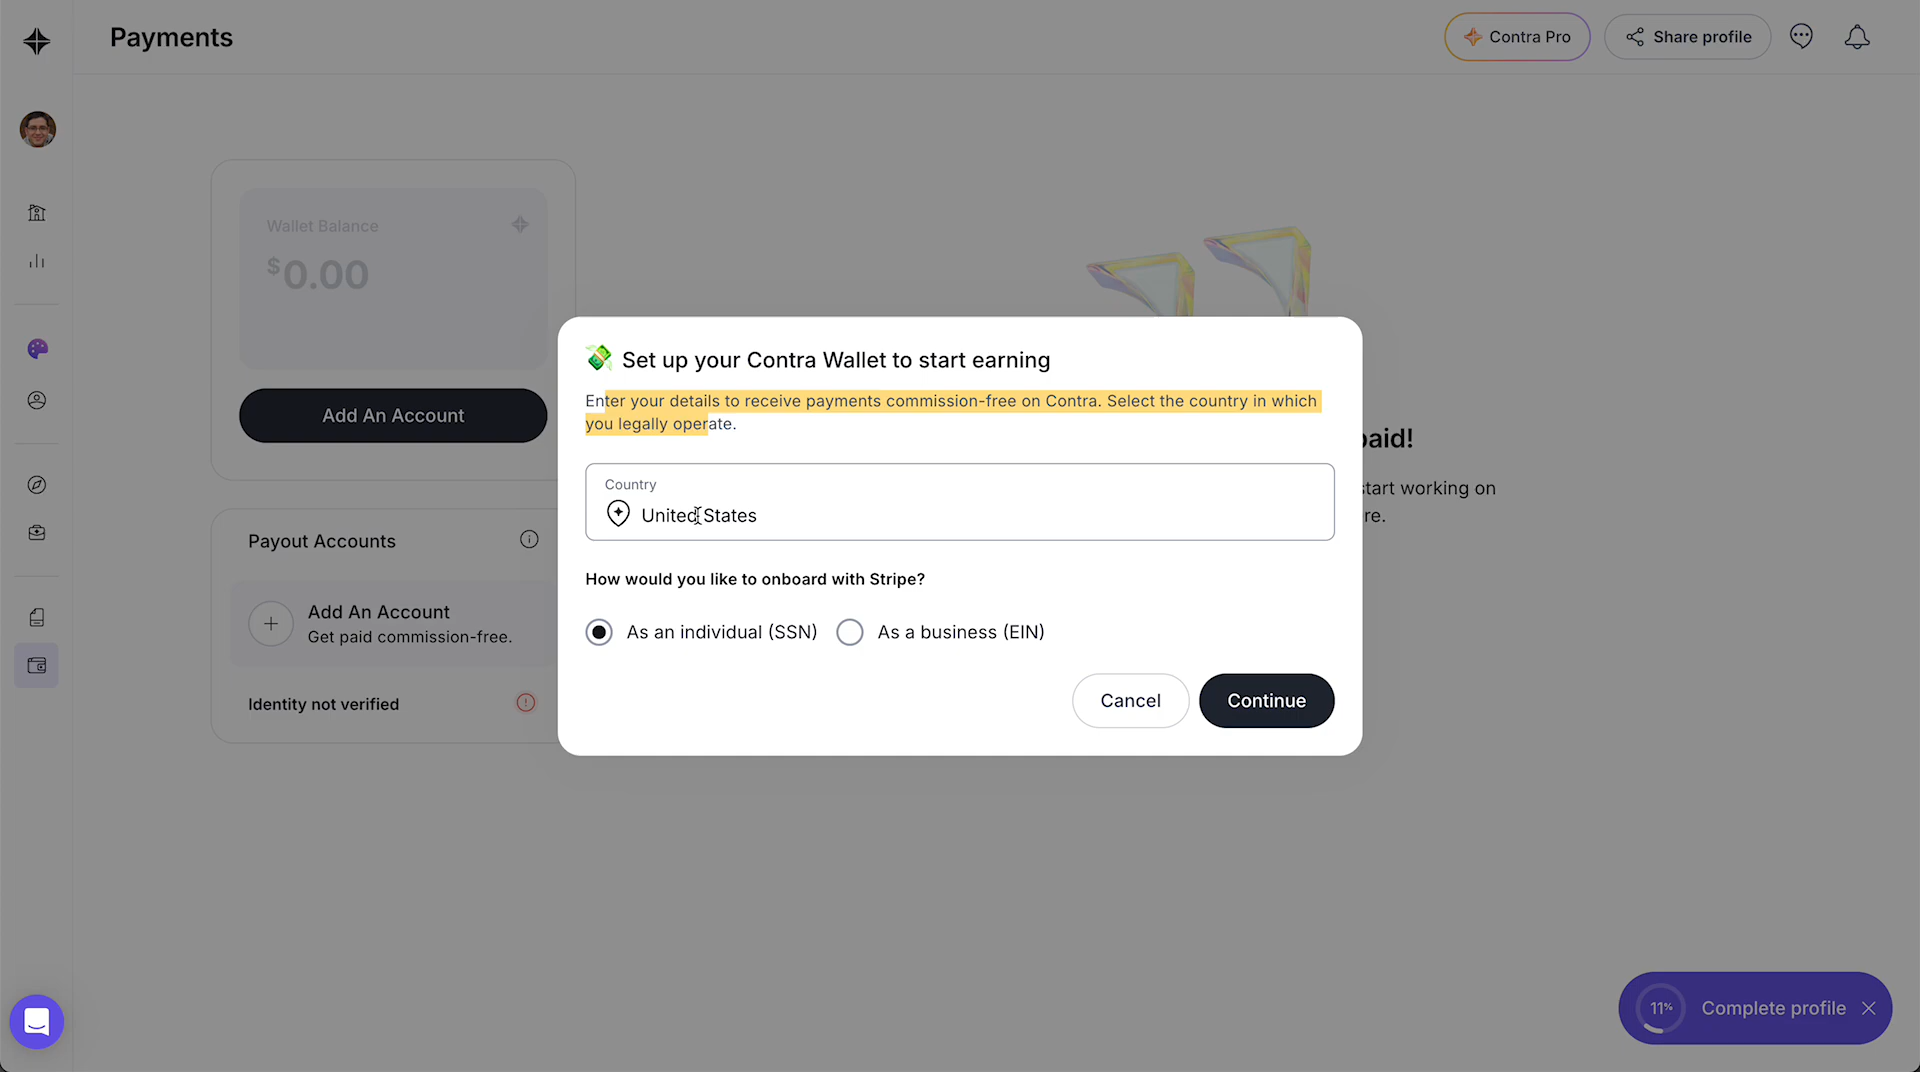 Payments
Contra Pro
Share profile
Wallet Balance
$0.00
Add An Account
Payout Accounts
Add An Account
Get paid commission-free.
Identity not verified
💸 Set up your Contra Wallet to start earning
Enter your details to receive payments commission-free on Contra. Select the country in which
you legally operate.
Country
United States
How would you like to onboard with Stripe?
As an individual (SSN)
As a business (EIN)
Cancel
Continue
paid!
start working on
re.
11%
Complete profile